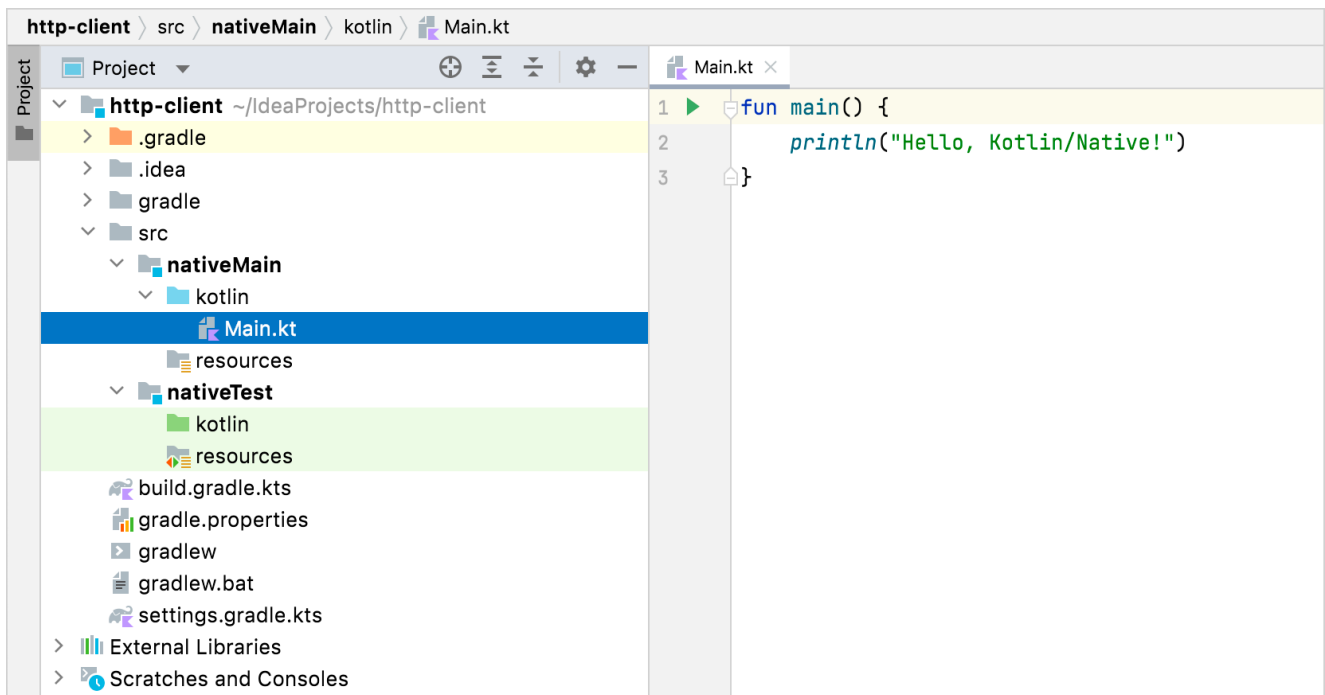 http-client src nativeMain kotlin Main.kt
Project
Project
http-client ~/IdeaProjects/http-client
.gradle
.idea
gradle
src
nativeMain
kotlin
Main.kt
resources
nativeTest
kotlin
resources
build.gradle.kts
gradle.properties
gradlew
gradlew.bat
settings.gradle.kts
External Libraries
Scratches and Consoles
Main.kt
1 fun main() {
2 println("Hello, Kotlin/Native!")
3 }